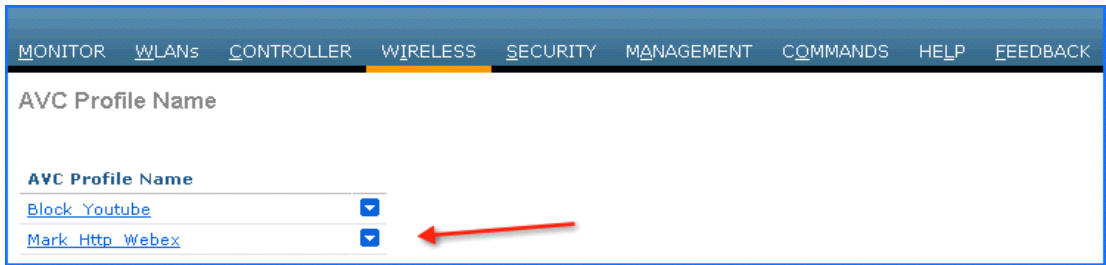 MONITOR WLANs CONTROLLER WIRELESS SECURITY MANAGEMENT COMMANDS HELP FEEDBACK
AVC Profile Name
AVC Profile Name
Block_Youtube
Mark_Http_Webex